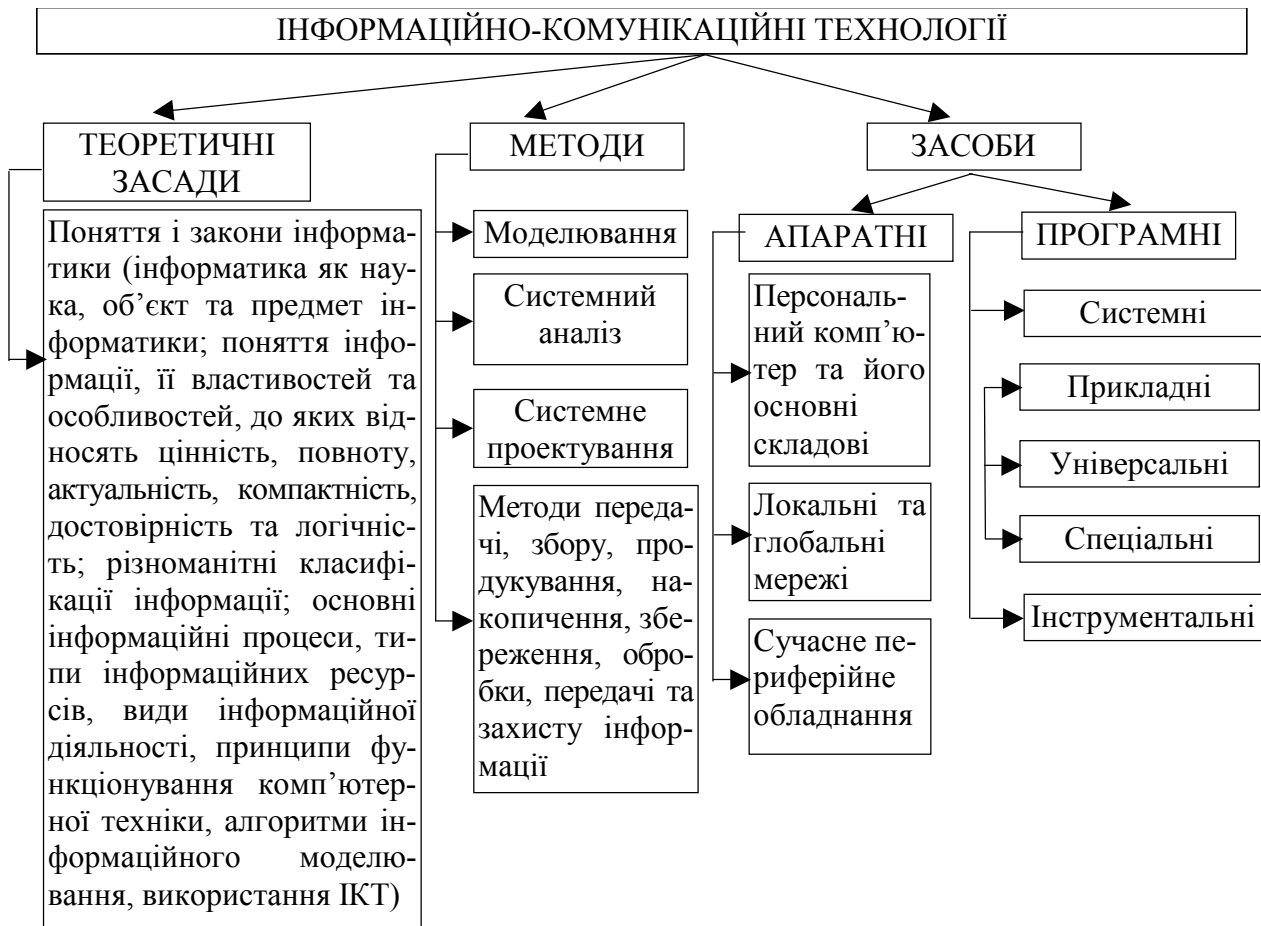 ІНФОРМАЦІЙНО-КОМУНІКАЦІЙНІ ТЕХНОЛОГІЇ
ТЕОРЕТИЧНІ
ЗАСАДИ
Поняття і закони інформа-
тики (інформатика як нау-
ка, об’єкт та предмет ін-
форматики; поняття інфо-
рмації, її властивостей та
особливостей, до яких від-
носять цінність, повноту,
актуальність, компактність,
достовірність та логічніс-
ть; різноманітні класифі-
кації інформації; основні
інформаційні процеси, ти-
пи інформаційних ресур-
сів, види інформаційної
діяльності, принципи фу-
нкціонування комп’ютер-
ної техніки, алгоритми ін-
формаційного моделю-
вання, використання ІКТ)
МЕТОДИ
Моделювання
Системний
аналіз
Системне
проектування
Методи переда-
чі, збору, про-
дукування, на-
копичення, збе-
реження, обро-
бки, передачі та
захисту інфор-
мації
ЗАСОБИ
АПАРАТНІ
Персональ-
ний комп’ю-
тер та його
основні
складові
Локальні та
глобальні
мережі
Сучасне пе-
риферійне
обладнання
ПРОГРАМНІ
Системні
Прикладні
Універсальні
Спеціальні
Інструментальні